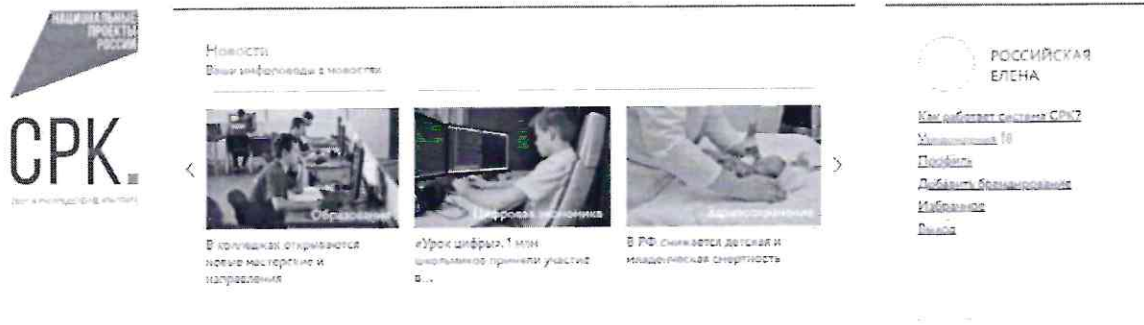 НАЦИОНАЛЬНЫЕ
ПРОЕКТЫ
РОССИИ
СРК.
Новости
Ваши инфоповоды в новостях
Образование
Цифровая экономика
Здравоохранение
В колледжах открываются
новые мастерские и
направления
«Урок цифры». 1 млн
школьников приняли участие
в...
В РФ снижается детская и
младенческая смертность
РОССИЙСКАЯ
ЕЛЕНА
Как работает система СРК?
Уведомления
Профиль
Добавить брендирование
Избранное
Выход